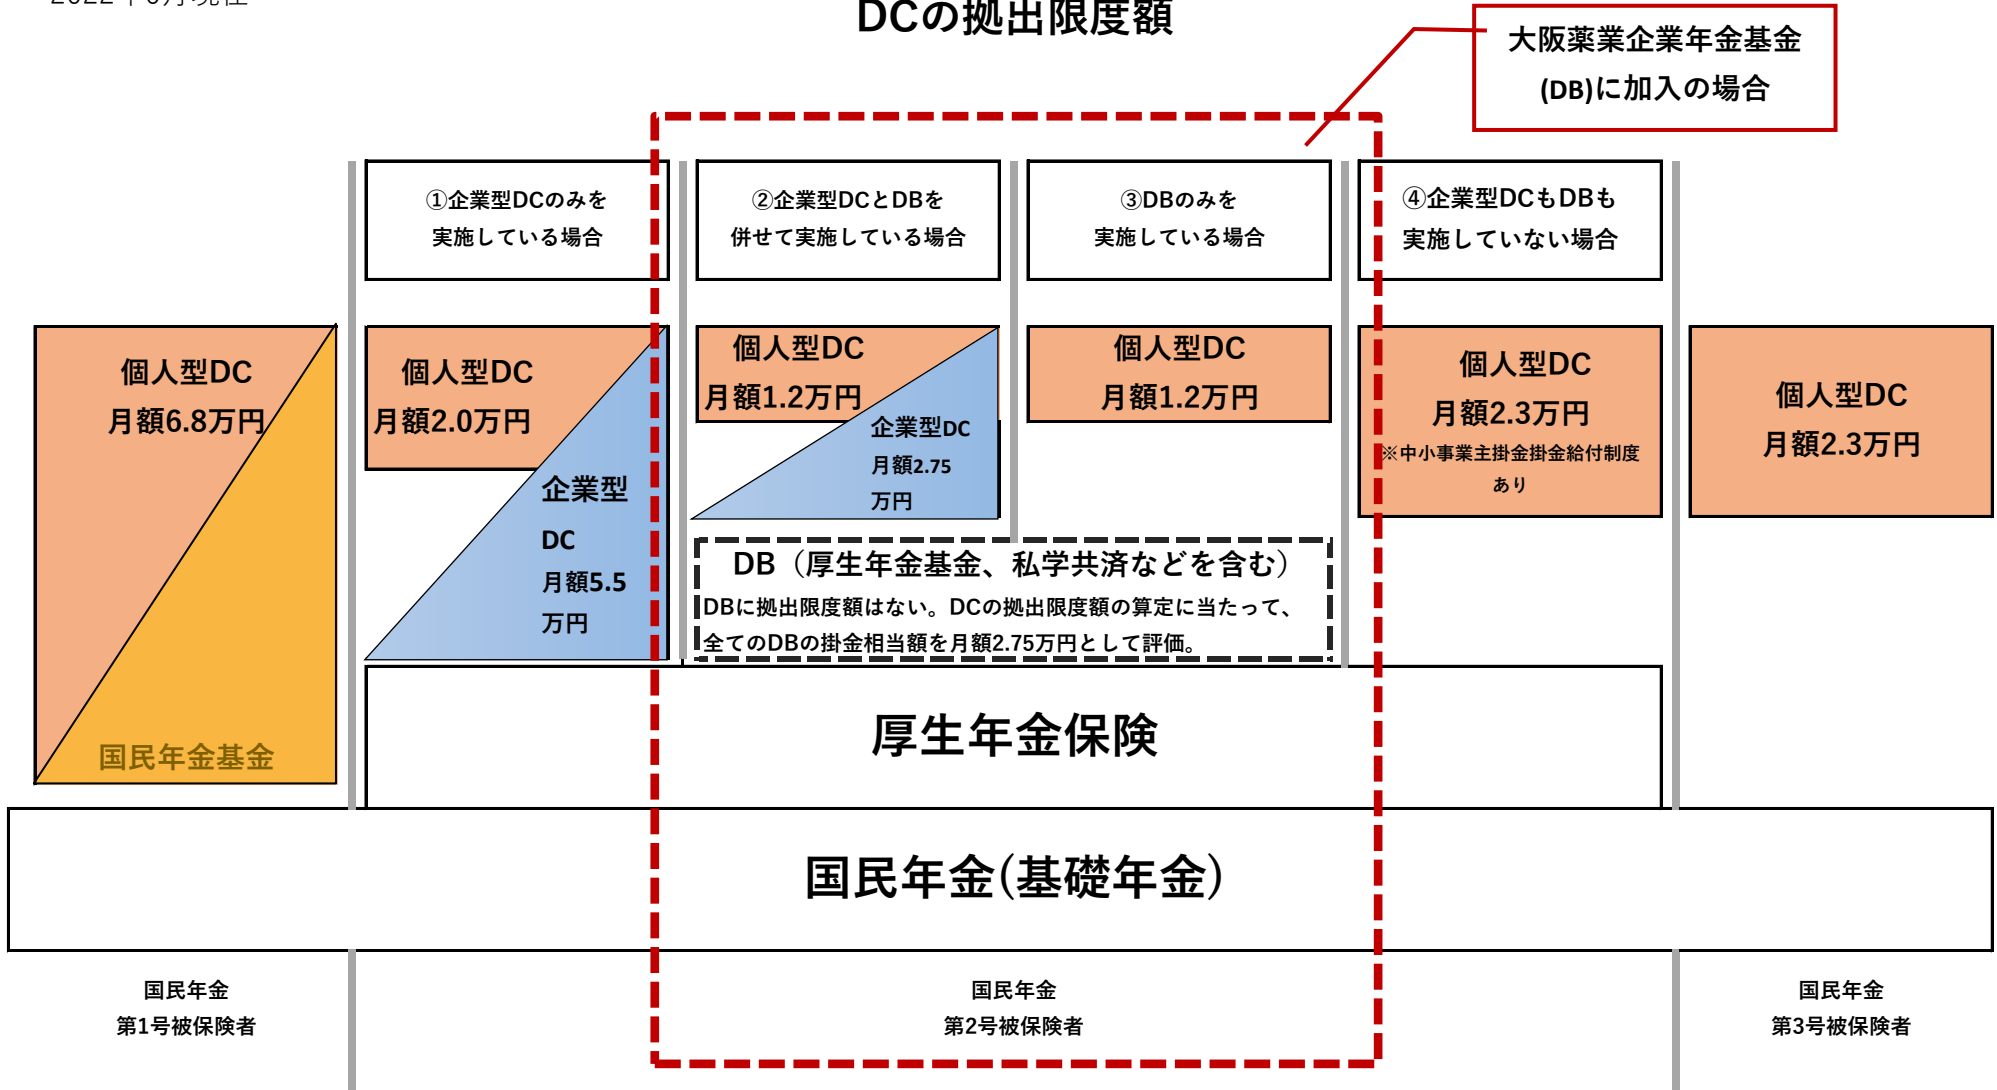 DCの拠出限度額
大阪薬業企業年金基金
(DB)に加入の場合
①企業型DCのみを
実施している場合
②企業型DCとDBを
併せて実施している場合
③DBのみを
実施している場合
④企業型DCもDBも
実施していない場合
個人型DC
月額6.8万円
国民年金基金
個人型DC
月額2.0万円
企業型
DC
月額5.5
万円
個人型DC
月額1.2万円
企業型DC
月額2.75
万円
個人型DC
月額1.2万円
個人型DC
月額2.3万円
※中小事業主掛金掛金給付制度
あり
個人型DC
月額2.3万円
DB（厚生年金基金、私学共済などを含む）
DBに拠出限度額はない。DCの拠出限度額の算定に当たって、
全てのDBの掛金相当額を月額2.75万円として評価。
厚生年金保険
国民年金(基礎年金)
国民年金
第1号被保険者
国民年金
第2号被保険者
国民年金
第3号被保険者